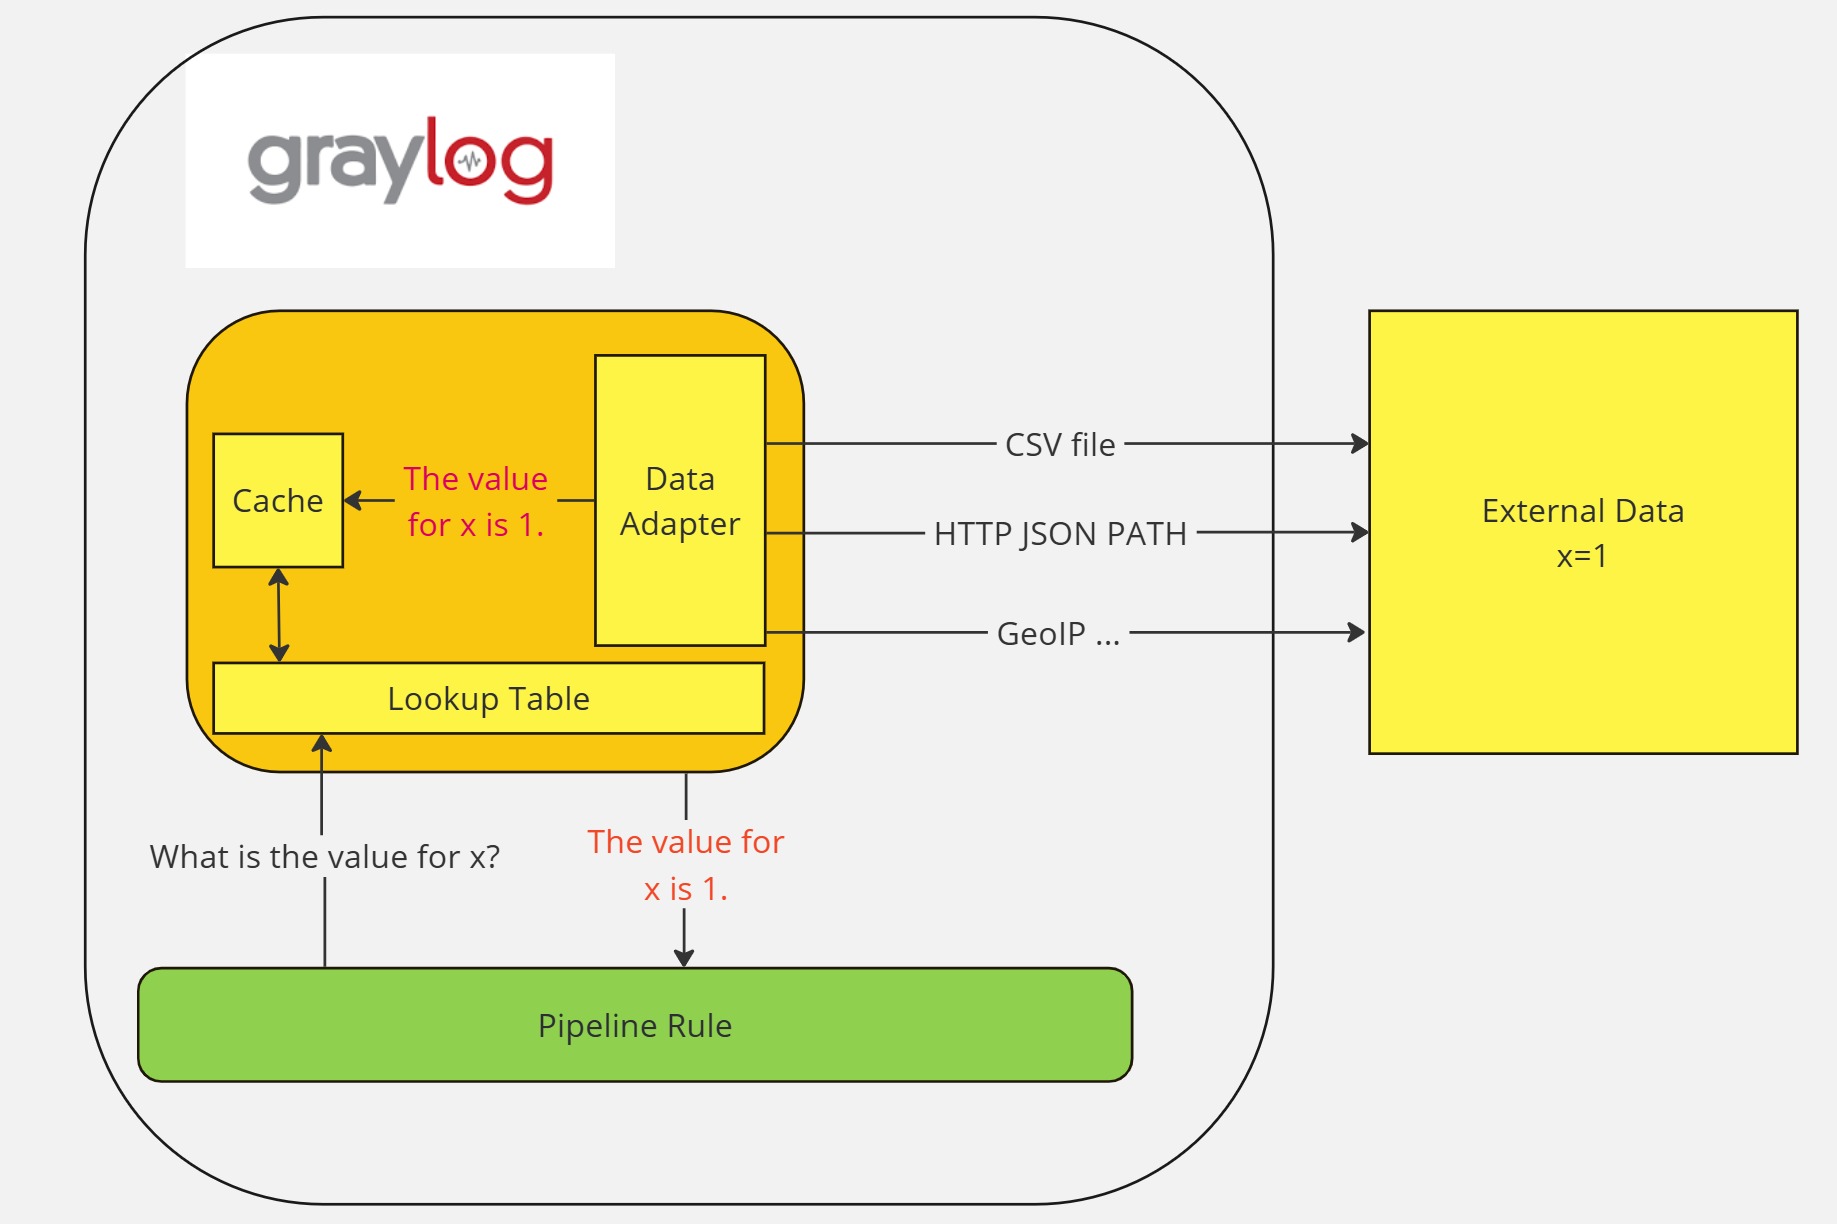 graylog
Cache
The value
for x is 1.
Data
Adapter
CSV file
HTTP JSON PATH
GeoIP ...
External Data
x=1
Lookup Table
What is the value for x?
The value for
x is 1.
Pipeline Rule